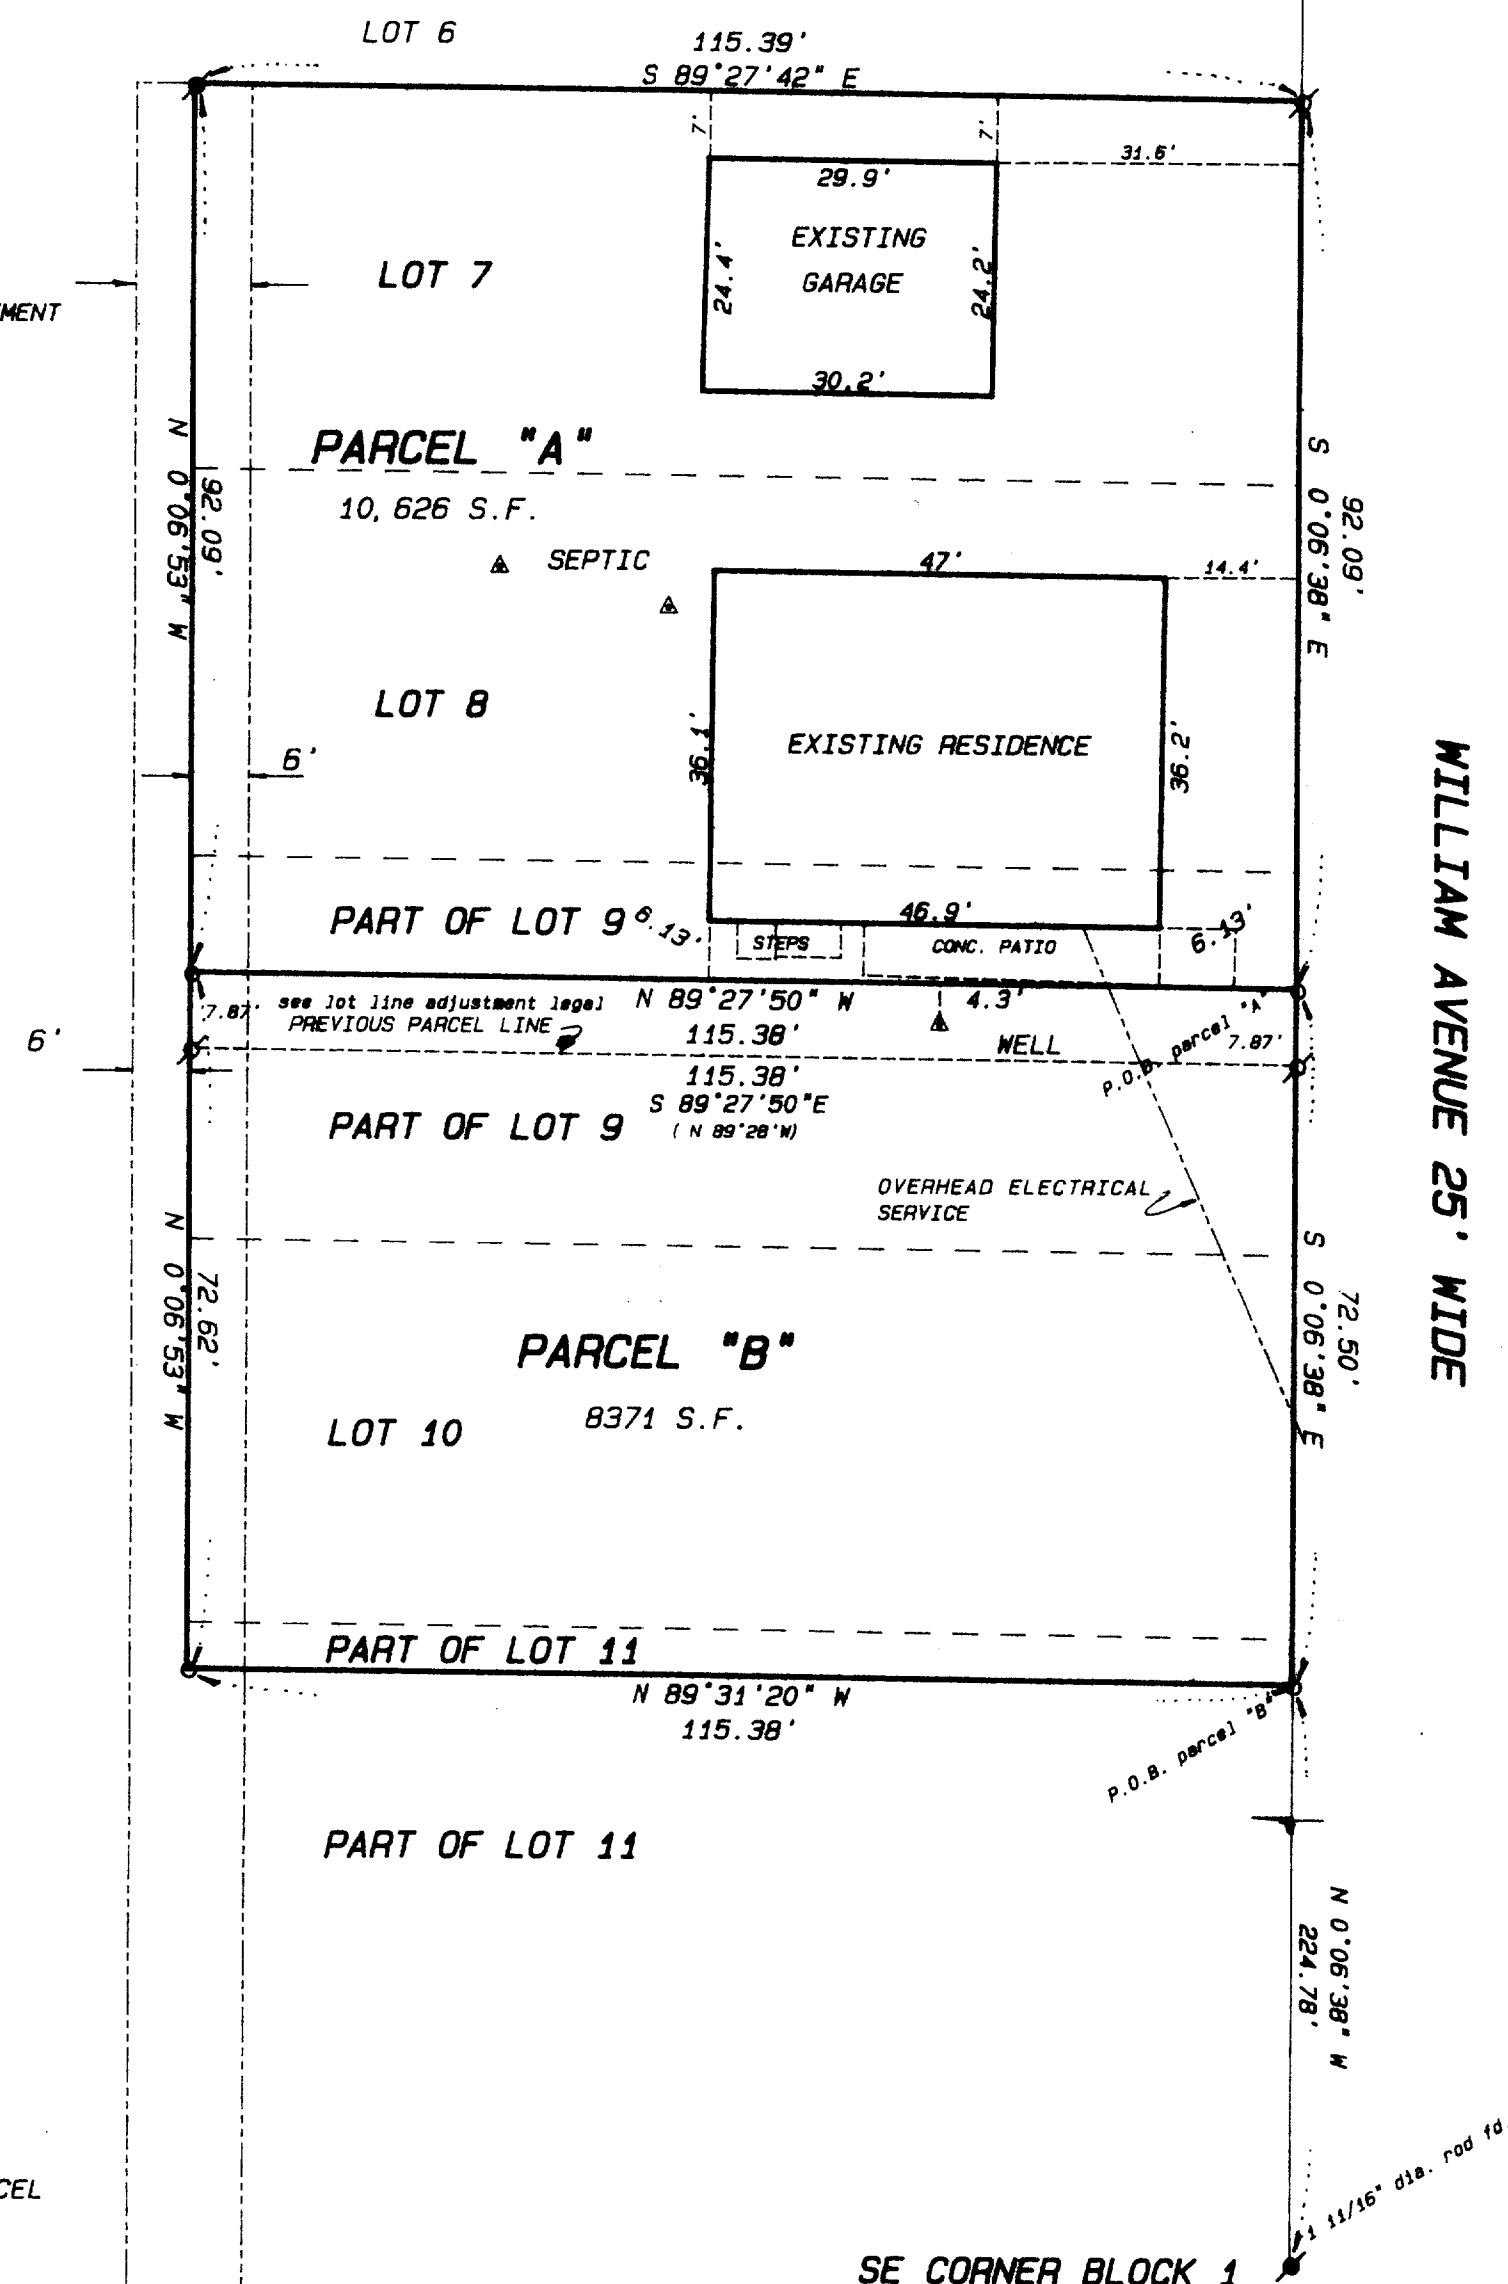 LOT 6
115.39'
S 89°27'42" E
7'
7'
31.6'
29.9'
EXISTING
GARAGE
24.4'
24.2'
30.2'
LOT 7
MENT
PARCEL "A"
10,626 S.F.
N 0°06'53" W
92.09'
S 0°06'38" E
92.09'
SEPTIC
47'
14.4'
LOT 8
36.1'
EXISTING RESIDENCE
36.2'
6'
WILLIAM AVENUE 25' WIDE
PART OF LOT 9
6.13'
46.9'
6.13'
STEPS
CONC. PATIO
7.87'
see lot line adjustment legal
PREVIOUS PARCEL LINE
N 89°27'50" W
115.38'
4.3'
WELL
P.O.B. parcel "A"
7.87'
6'
115.38'
S 89°27'50"E
( N 89°28'W)
PART OF LOT 9
OVERHEAD ELECTRICAL
SERVICE
N 0°06'53" W
72.62'
S 0°06'38" E
72.50'
PARCEL "B"
8371 S.F.
LOT 10
PART OF LOT 11
N 89°31'20" W
115.38'
P.O.B. parcel "B"
PART OF LOT 11
N 0°06'38" W
224.78'
CEL
1 11/16" dia. rod fd
SE CORNER BLOCK 1